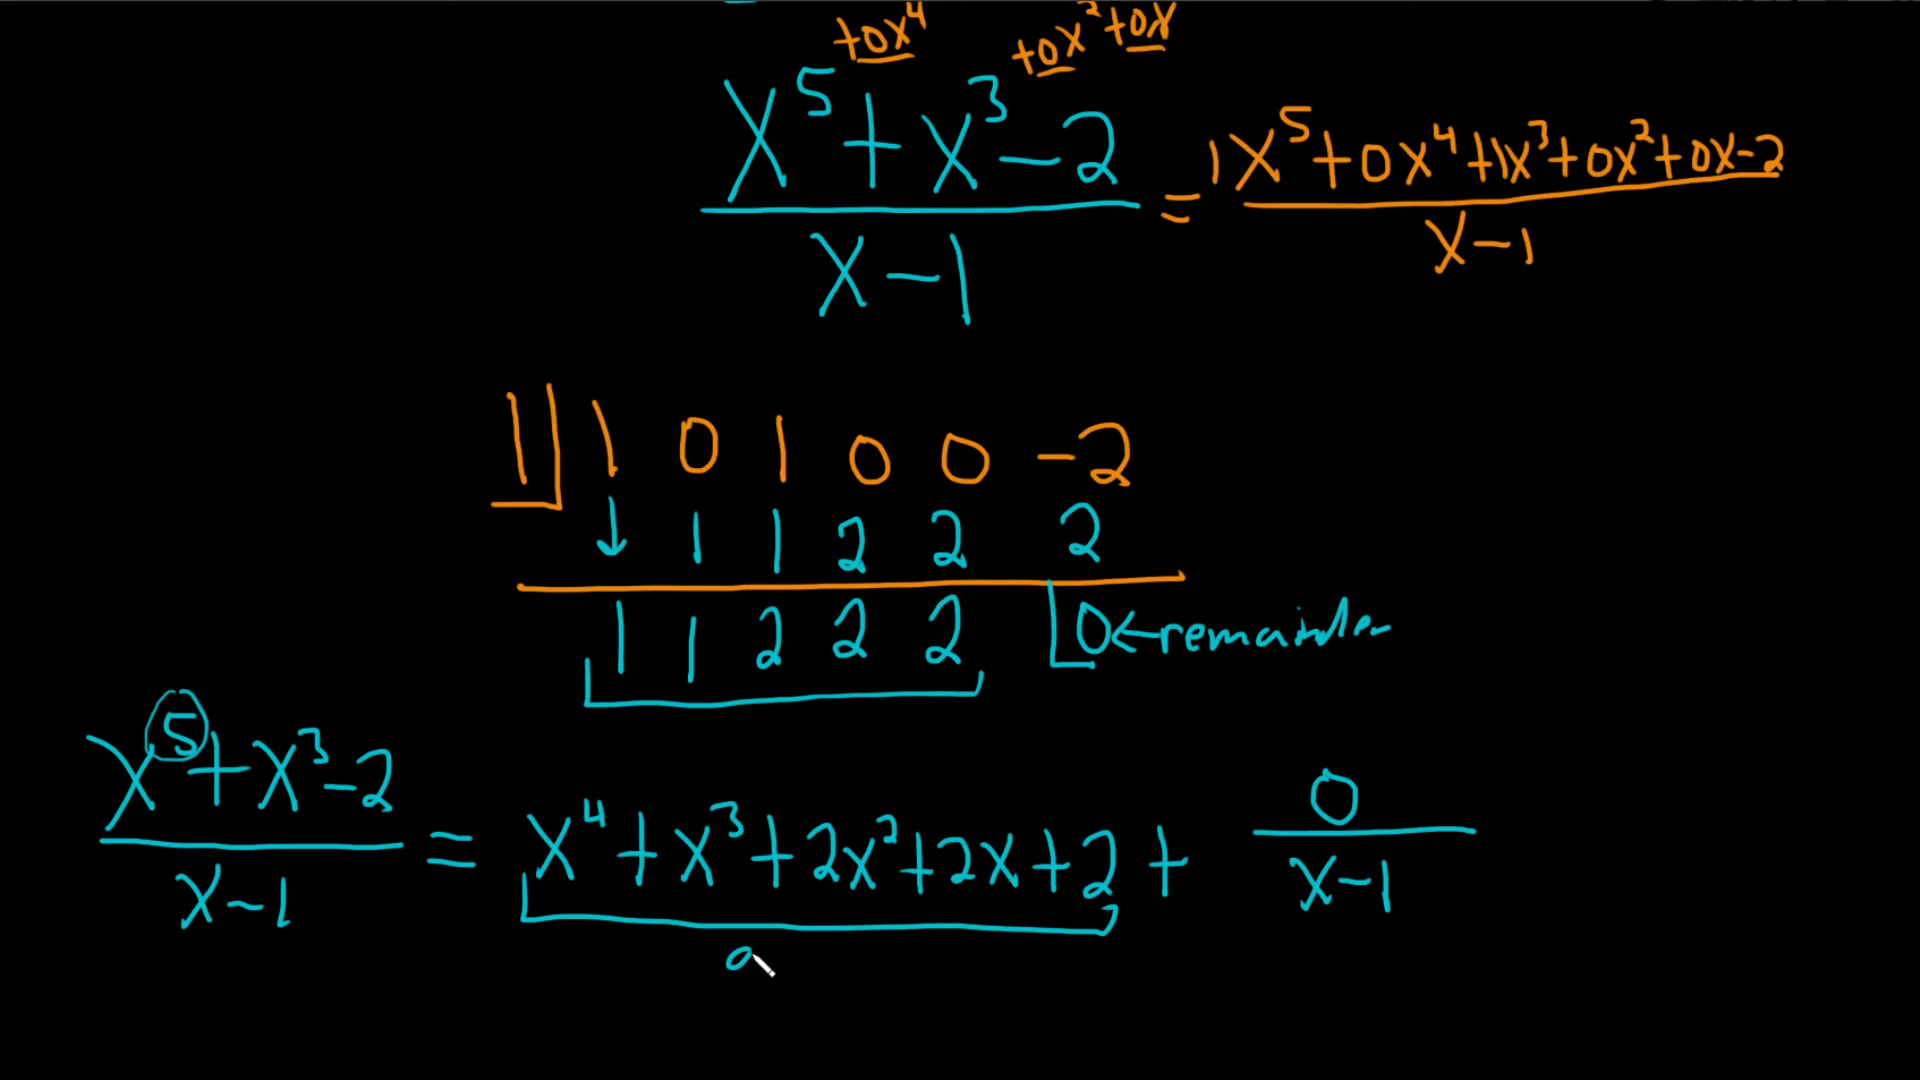 +0x⁴ +0x² +0x
x⁵ + x³ - 2
x - 1
= 1x⁵ + 0x⁴ + 1x³ + 0x² + 0x - 2
x - 1
1 1 0 1 0 0 -2
↓ 1 1 2 2 2
1 1 2 2 2 0 ← remainder
x⁵ + x³ - 2
x - 1
= x⁴ + x³ + 2x² + 2x + 2 +
0
x - 1